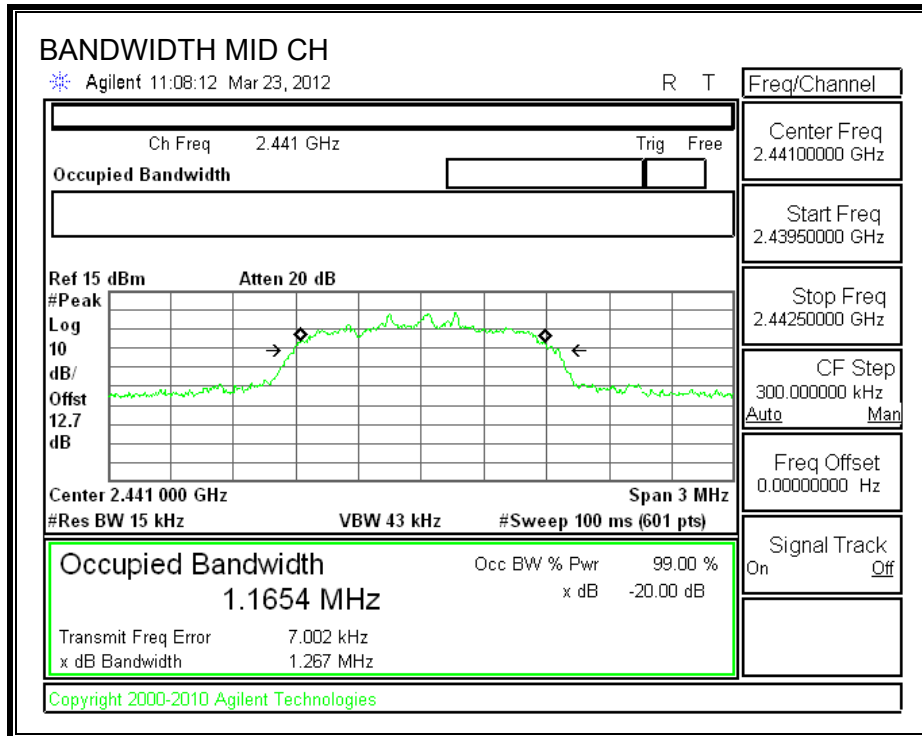 BANDWIDTH MID CH
Agilent 11:08:12 Mar 23, 2012 R T
Freq/Channel
Ch Freq 2.441 GHz Trig Free
Occupied Bandwidth
Center Freq
2.44100000 GHz
Start Freq
2.43950000 GHz
Stop Freq
2.44250000 GHz
CF Step
300.000000 kHz
Auto Man
Freq Offset
0.00000000 Hz
Signal Track
On Off
Ref 15 dBm Atten 20 dB
#Peak
Log
10
dB/
Offst
12.7
dB
Center 2.441 000 GHz Span 3 MHz
#Res BW 15 kHz VBW 43 kHz #Sweep 100 ms (601 pts)
Occupied Bandwidth
1.1654 MHz
Occ BW % Pwr 99.00 %
x dB -20.00 dB
Transmit Freq Error 7.002 kHz
x dB Bandwidth 1.267 MHz
Copyright 2000-2010 Agilent Technologies